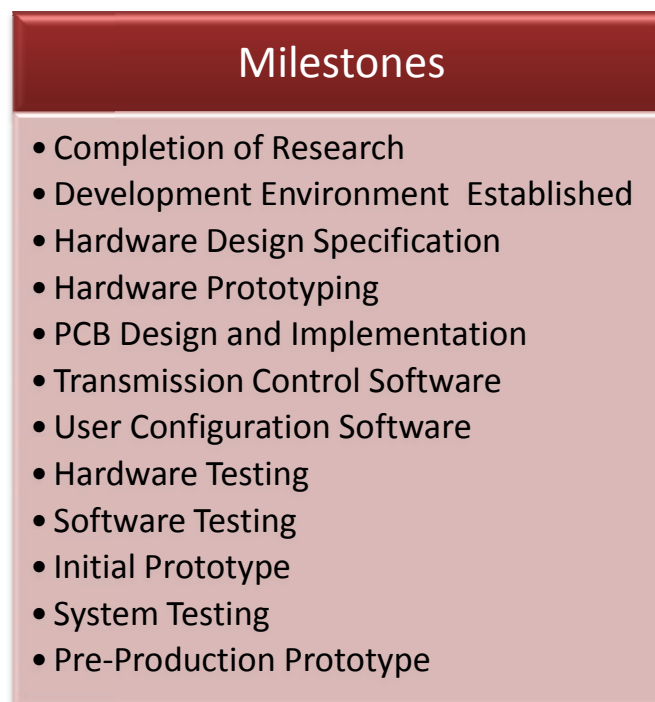 Milestones
• Completion of Research
• Development Environment  Established
• Hardware Design Specification
• Hardware Prototyping
• PCB Design and Implementation
• Transmission Control Software
• User Configuration Software
• Hardware Testing
• Software Testing
• Initial Prototype
• System Testing
• Pre-Production Prototype